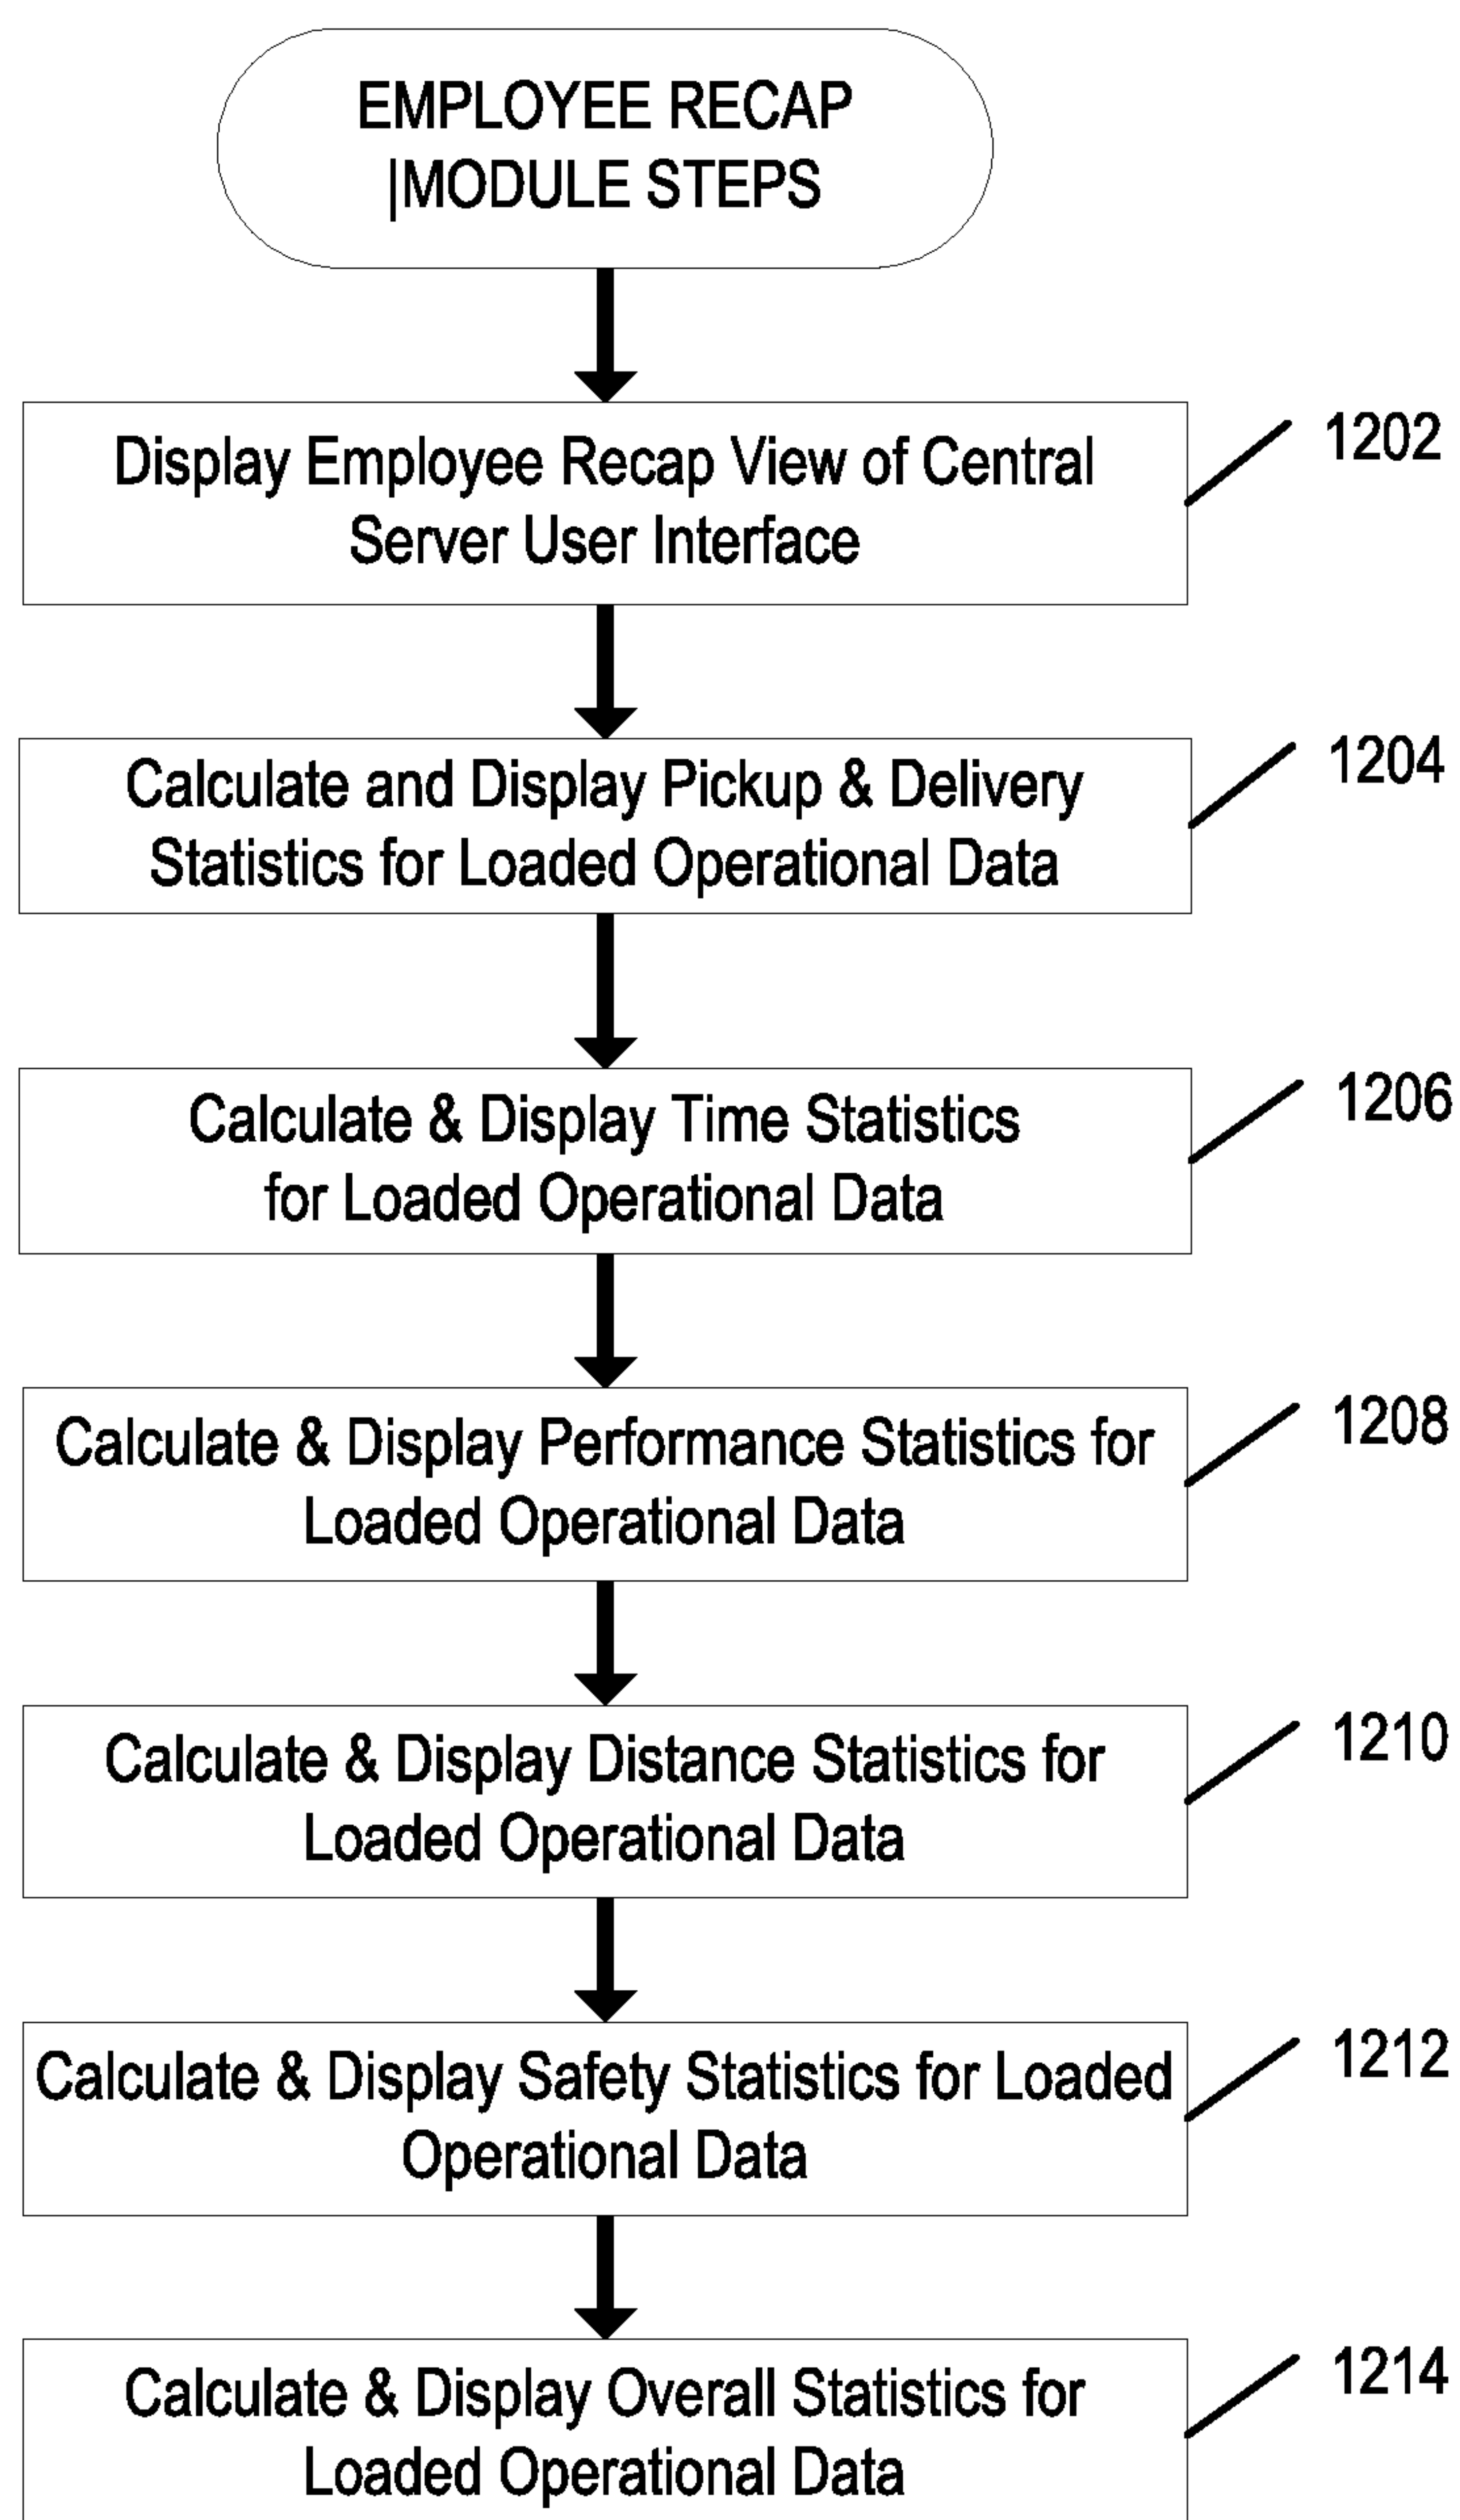 EMPLOYEE RECAP
|MODULE STEPS
Display Employee Recap View of Central
Server User Interface
1202
Calculate and Display Pickup & Delivery
Statistics for Loaded Operational Data
1204
Calculate & Display Time Statistics
for Loaded Operational Data
1206
Calculate & Display Performance Statistics for
Loaded Operational Data
1208
Calculate & Display Distance Statistics for
Loaded Operational Data
1210
Calculate & Display Safety Statistics for Loaded
Operational Data
1212
Calculate & Display Overall Statistics for
Loaded Operational Data
1214